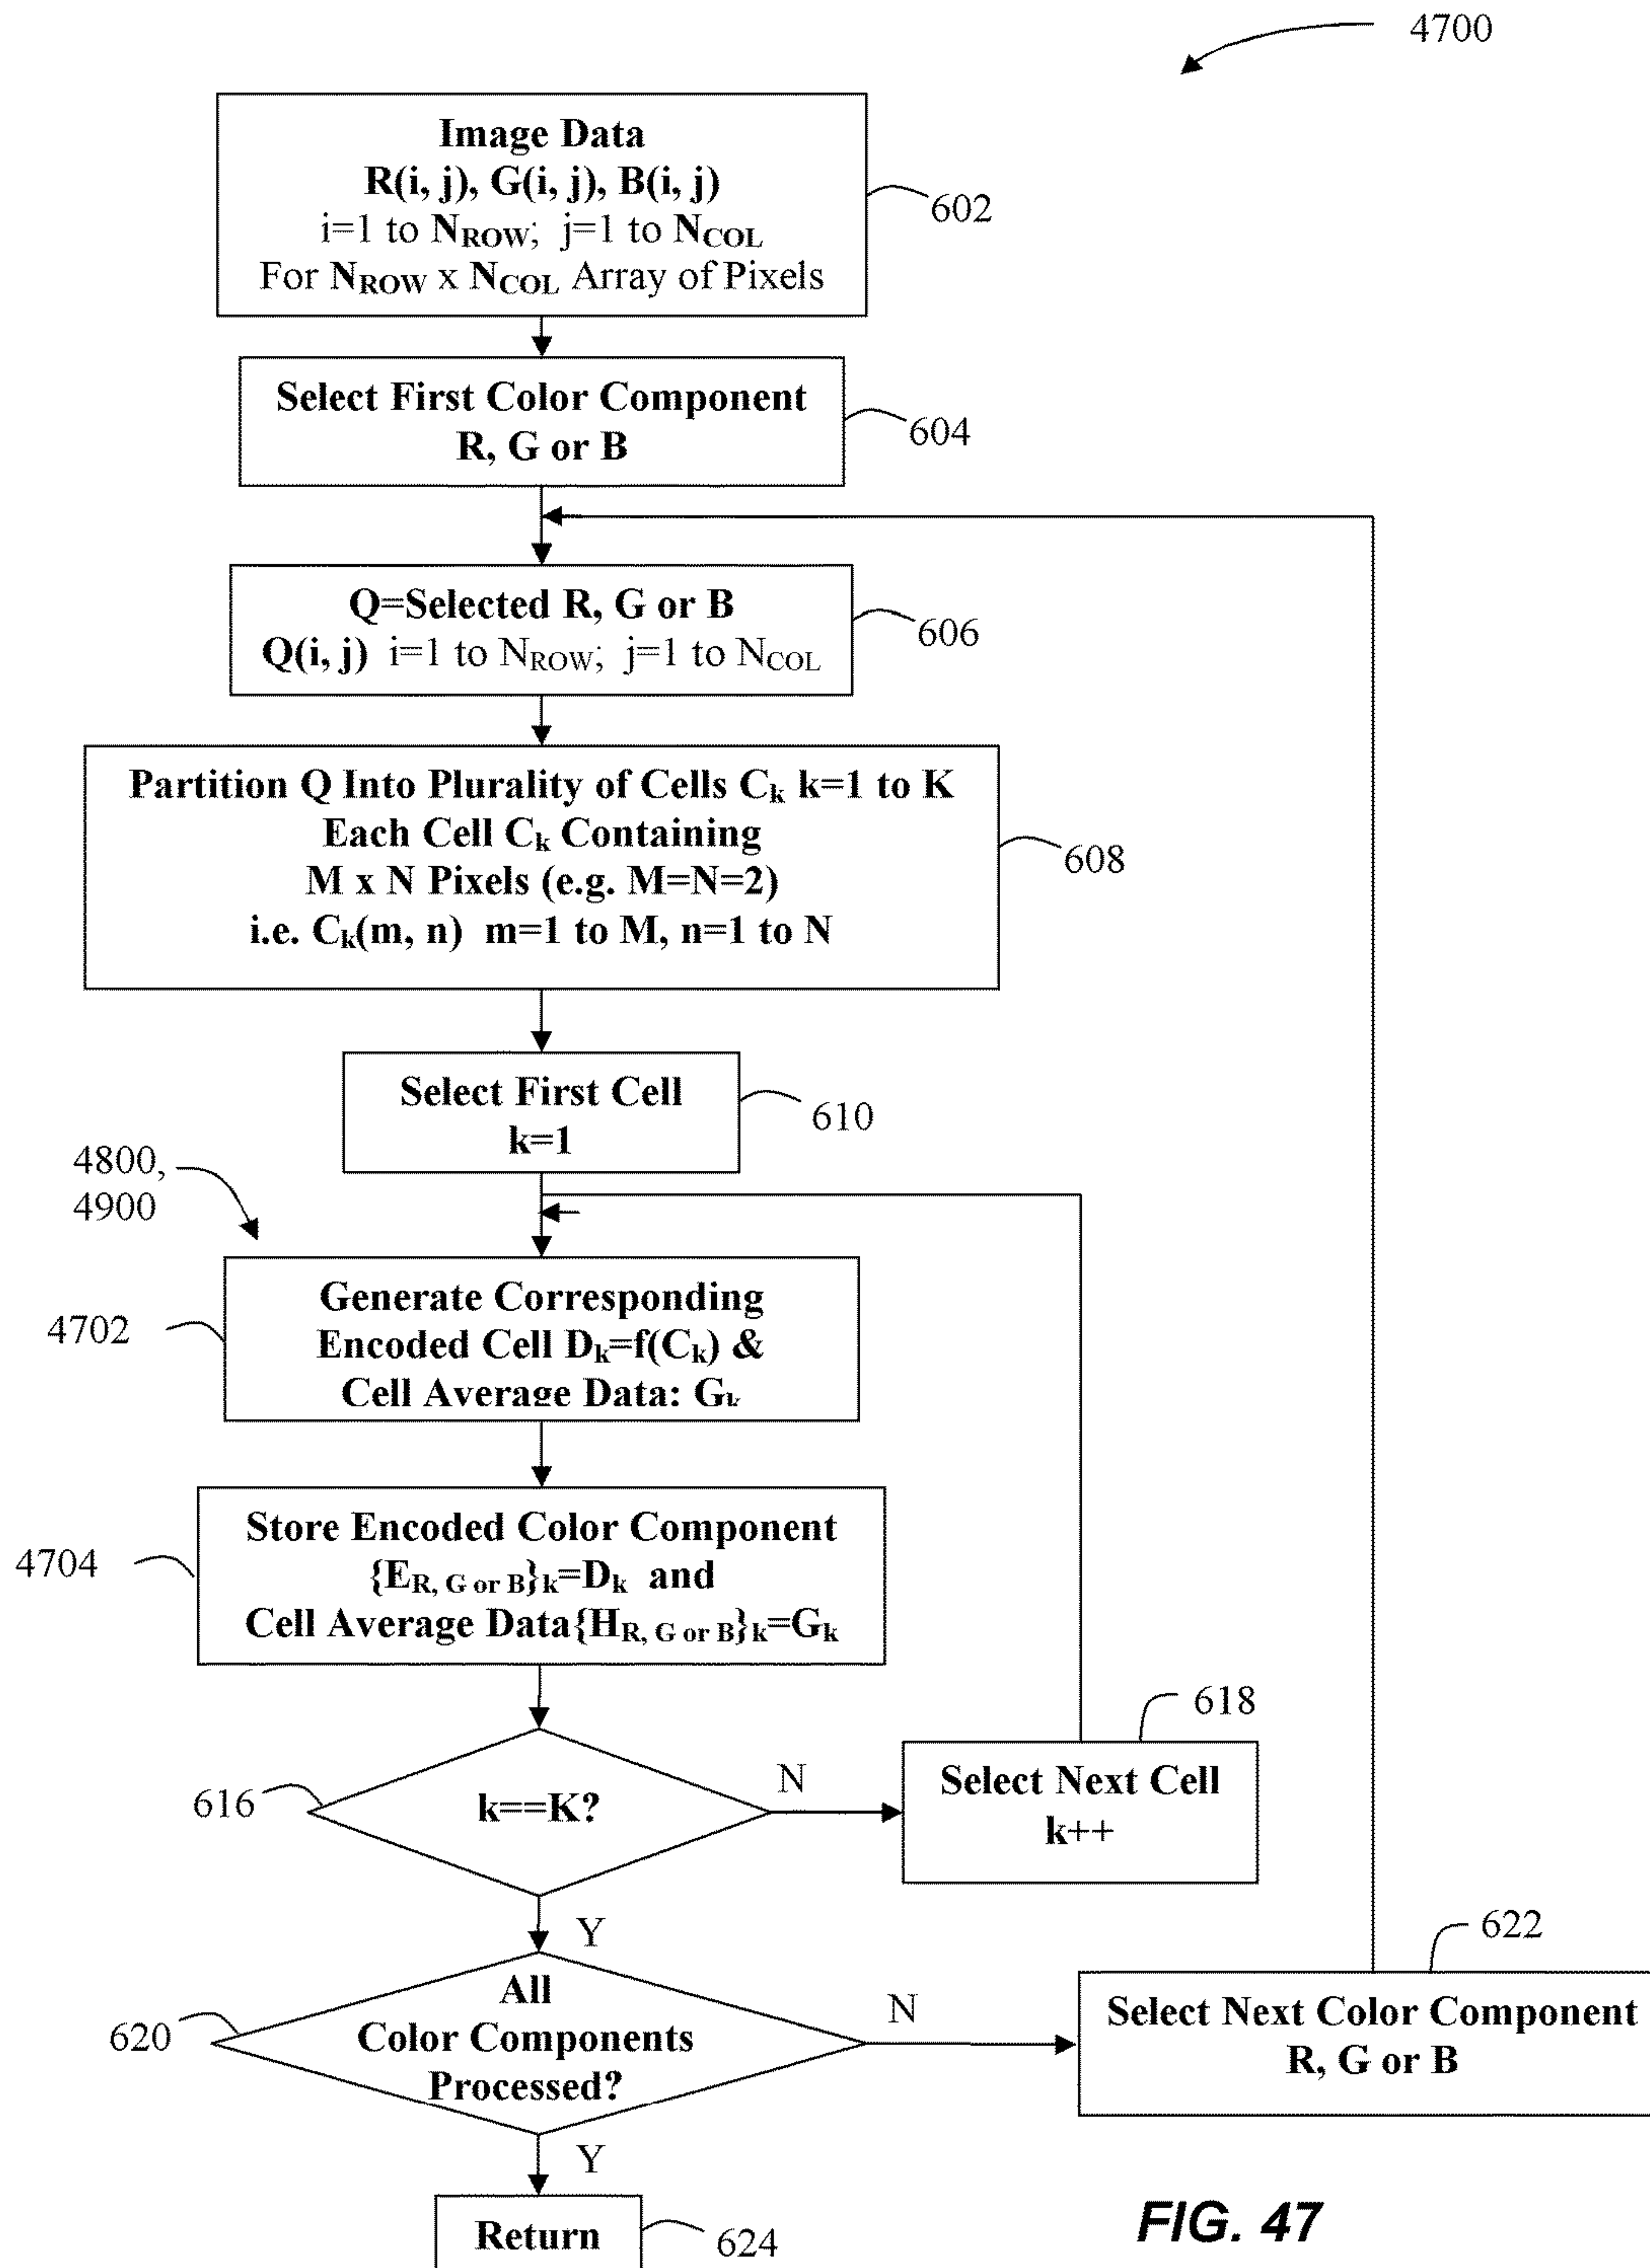 4700
Image Data
R(i, j), G(i, j), B(i, j)
i=1 to NROW; j=1 to NCOL
For NROW x NCOL Array of Pixels
602
Select First Color Component
R, G or B
604
Q=Selected R, G or B
Q(i, j) i=1 to NROW; j=1 to NCOL
606
Partition Q Into Plurality of Cells Ck k=1 to K
Each Cell Ck Containing
M x N Pixels (e.g. M=N=2)
i.e. Ck(m, n) m=1 to M, n=1 to N
608
Select First Cell
k=1
610
4800,
4900
Generate Corresponding
Encoded Cell Dk=f(Ck) &
Cell Average Data: Gk
4702
Store Encoded Color Component
{ER, G or B}k=Dk and
Cell Average Data{HR, G or B}k=Gk
4704
k==K?
616
N
Select Next Cell
k++
618
Y
All
Color Components
Processed?
620
N
Select Next Color Component
R, G or B
622
Y
Return
624
FIG. 47